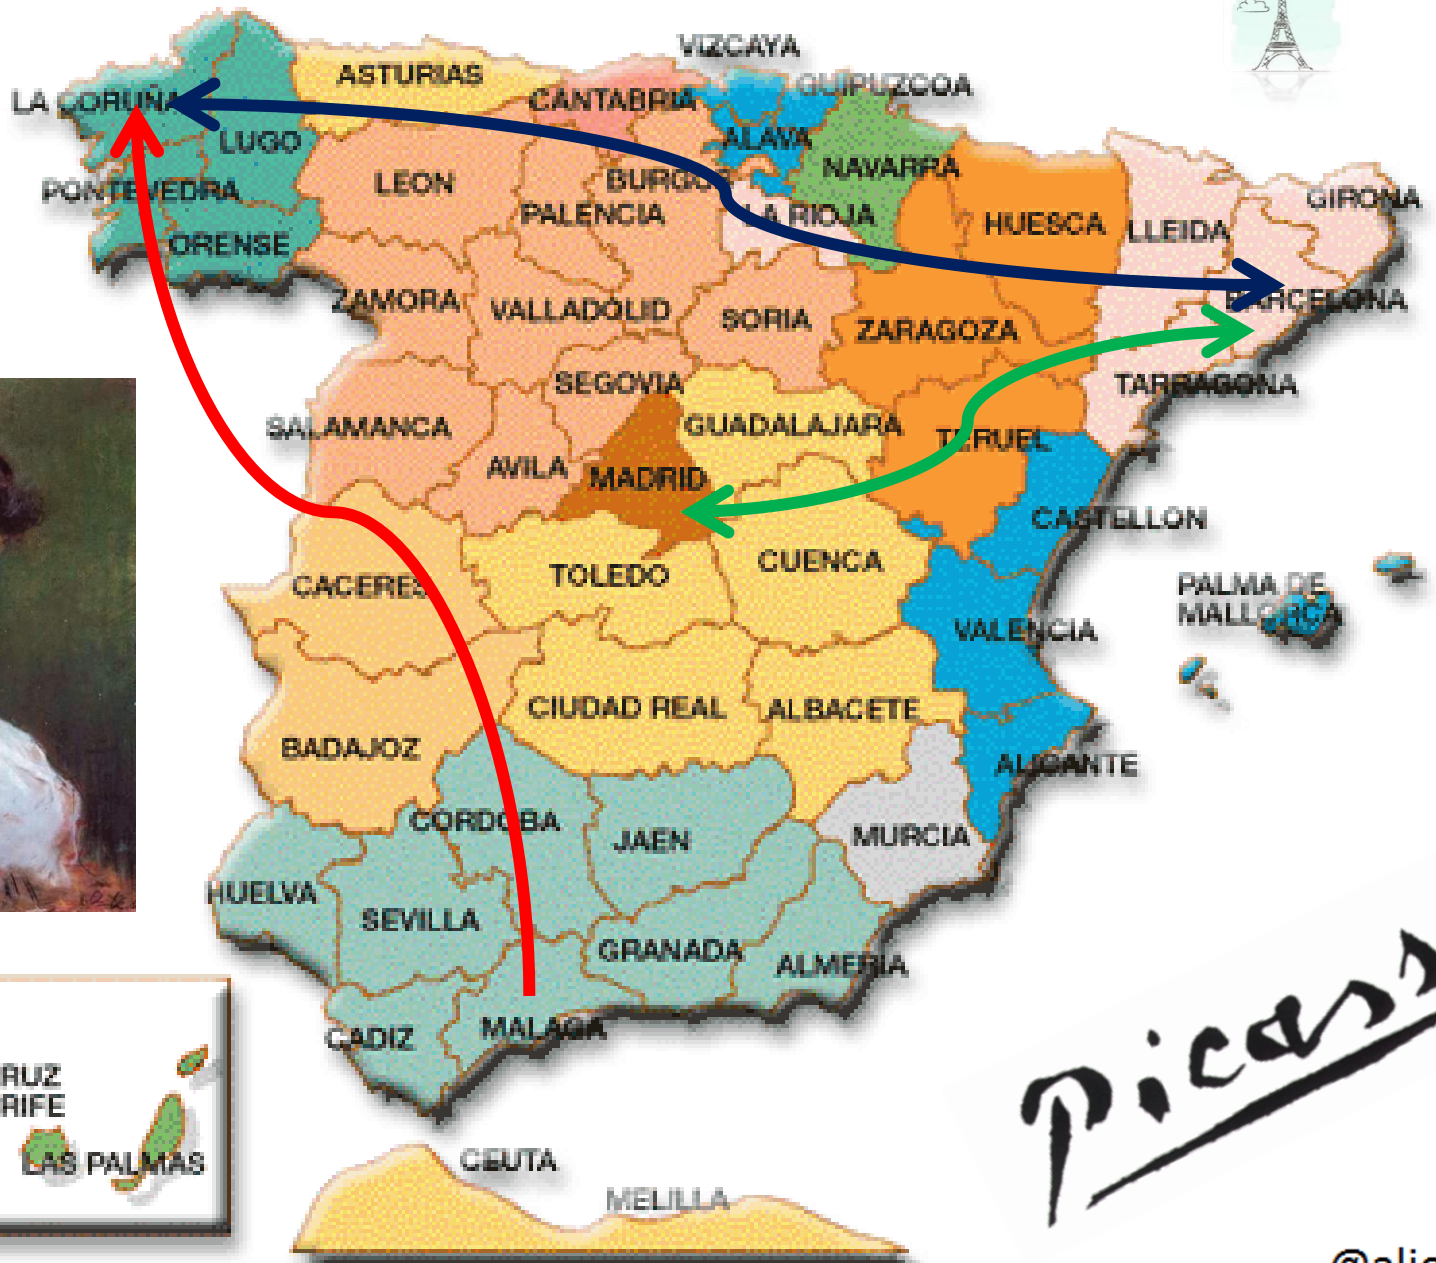 VIZCAYA
ASTURIAS
GUIPUZCOA
CANTABRIA
LA CORUÑA
ALAVA
LUGO
NAVARRA
LEON
BURGOS
PONTEVEDRA
GIRONA
PALENCIA
LA RIOJA
HUESCA
LLEIDA
ORENSE
ZAMORA
VALLADOLID
SORIA
ZARAGOZA
BARCELONA
SEGOVIA
TARRAGONA
SALAMANCA
GUADALAJARA
TERUEL
AVILA
MADRID
CASTELLON
CACERES
TOLEDO
CUENCA
PALMA DE
MALLORCA
VALENCIA
CIUDAD REAL
ALBACETE
BADAJOZ
ALICANTE
CORDOBA
JAEN
MURCIA
HUELVA
SEVILLA
GRANADA
ALMERIA
CADIZ
MALAGA
RUZ
RIFE
LAS PALMAS
CEUTA
MELILLA
Picass